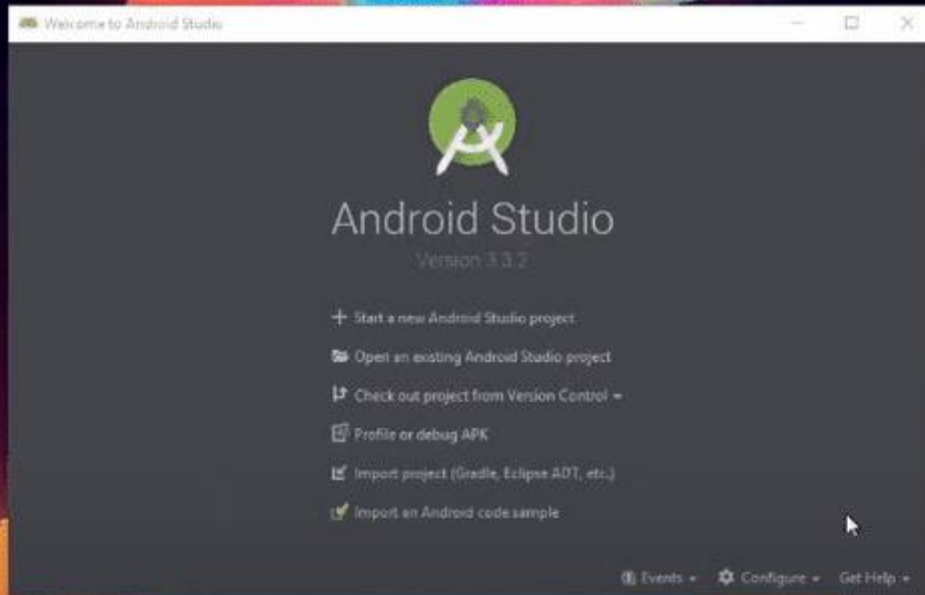 Welcome to Android Studio
Android Studio
Version 3.3.2
Start a new Android Studio project
Open an existing Android Studio project
Check out project from Version Control
Profile or debug APK
Import project (Gradle, Eclipse ADT, etc.)
Import an Android code sample
Events Configure Get Help